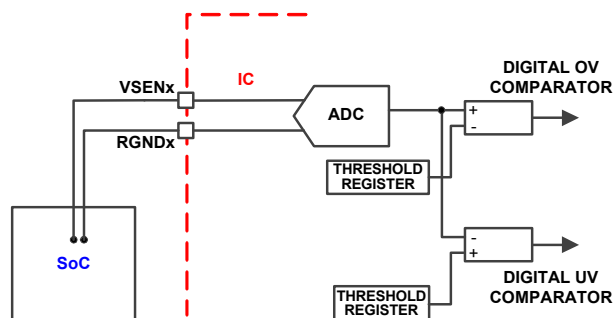 VSENx
IC
DIGITAL OV
COMPARATOR
ADC
+
-
RGNDx
THRESHOLD
REGISTER
SoC
-
+
DIGITAL UV
COMPARATOR
THRESHOLD
REGISTER